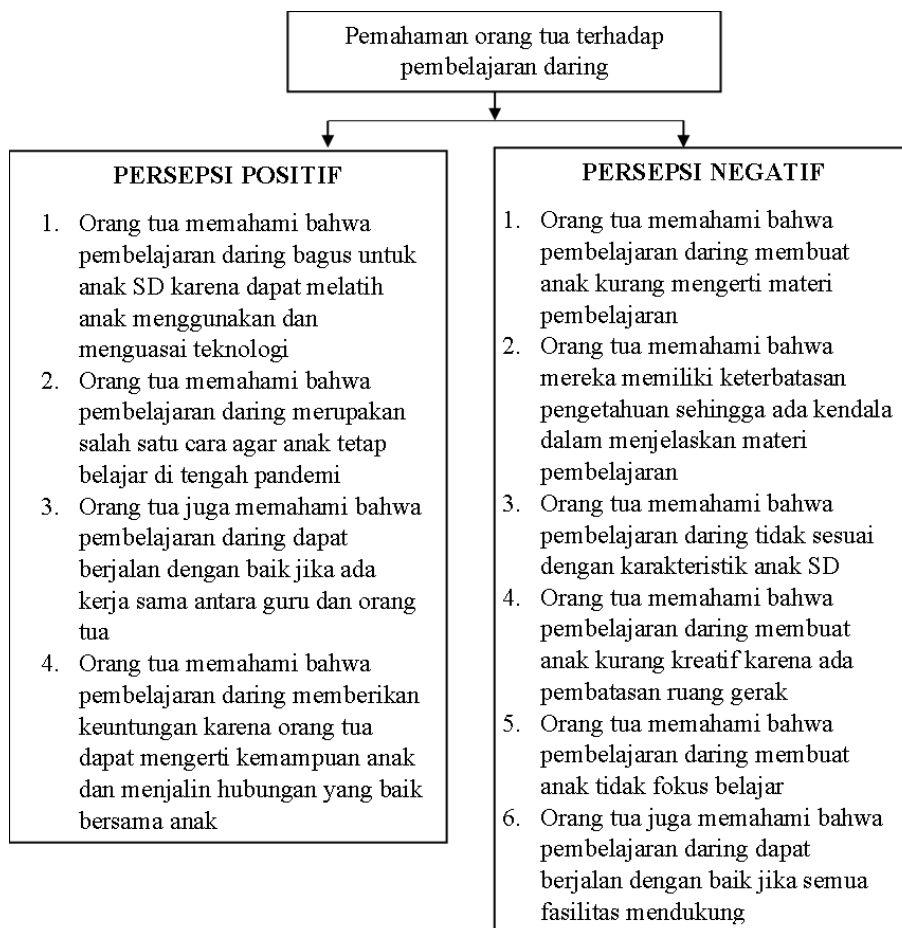 Pemahaman orang tua terhadap
pembelajaran daring
PERSEPSI POSITIF
1. Orang tua memahami bahwa
pembelajaran daring bagus untuk
anak SD karena dapat melatih
anak menggunakan dan
menguasai teknologi
2. Orang tua memahami bahwa
pembelajaran daring merupakan
salah satu cara agar anak tetap
belajar di tengah pandemi
3. Orang tua juga memahami bahwa
pembelajaran daring dapat
berjalan dengan baik jika ada
kerja sama antara guru dan orang
tua
4. Orang tua memahami bahwa
pembelajaran daring memberikan
keuntungan karena orang tua
dapat mengerti kemampuan anak
dan menjalin hubungan yang baik
bersama anak
PERSEPSI NEGATIF
1. Orang tua memahami bahwa
pembelajaran daring membuat
anak kurang mengerti materi
pembelajaran
2. Orang tua memahami bahwa
mereka memiliki keterbatasan
pengetahuan sehingga ada kendala
dalam menjelaskan materi
pembelajaran
3. Orang tua memahami bahwa
pembelajaran daring tidak sesuai
dengan karakteristik anak SD
4. Orang tua memahami bahwa
pembelajaran daring membuat
anak kurang kreatif karena ada
pembatasan ruang gerak
5. Orang tua memahami bahwa
pembelajaran daring membuat
anak tidak fokus belajar
6. Orang tua juga memahami bahwa
pembelajaran daring dapat
berjalan dengan baik jika semua
fasilitas mendukung